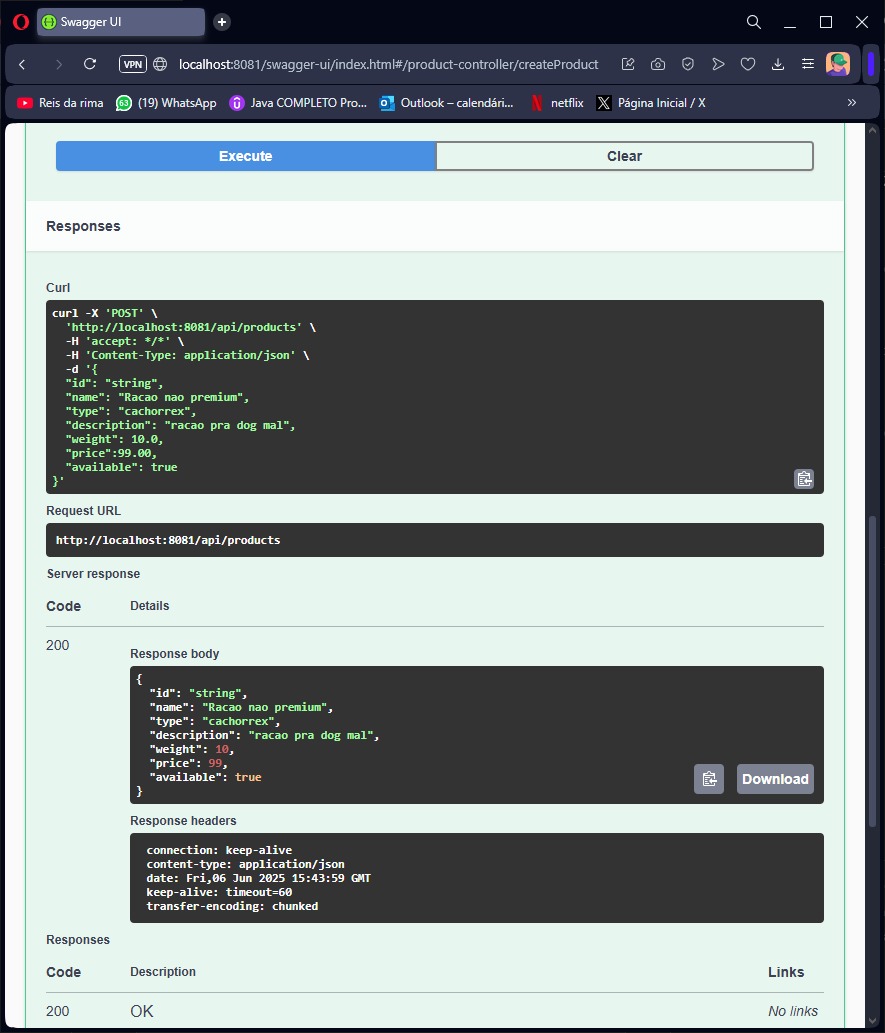 Swagger UI
VPN
localhost:8081/swagger-ui/index.html#/product-controller/createProduct
Reis da rima
63
(19) WhatsApp
Java COMPLETO Pro...
Outlook – calendári...
netflix
Página Inicial / X
Execute
Clear
Responses
Curl
curl -X 'POST' \
'http://localhost:8081/api/products' \
-H 'accept: */*' \
-H 'Content-Type: application/json' \
-d '{
"id": "string",
"name": "Racao nao premium",
"type": "cachorrex",
"description": "racao pra dog mal",
"weight": 10.0,
"price":99.00,
"available": true
}'
Request URL
http://localhost:8081/api/products
Server response
Code Details
200
Response body
{
"id": "string",
"name": "Racao nao premium",
"type": "cachorrex",
"description": "racao pra dog mal",
"weight": 10,
"price": 99,
"available": true
}
Download
Response headers
connection: keep-alive
content-type: application/json
date: Fri,06 Jun 2025 15:43:59 GMT
keep-alive: timeout=60
transfer-encoding: chunked
Responses
Code Description Links
200 OK No links